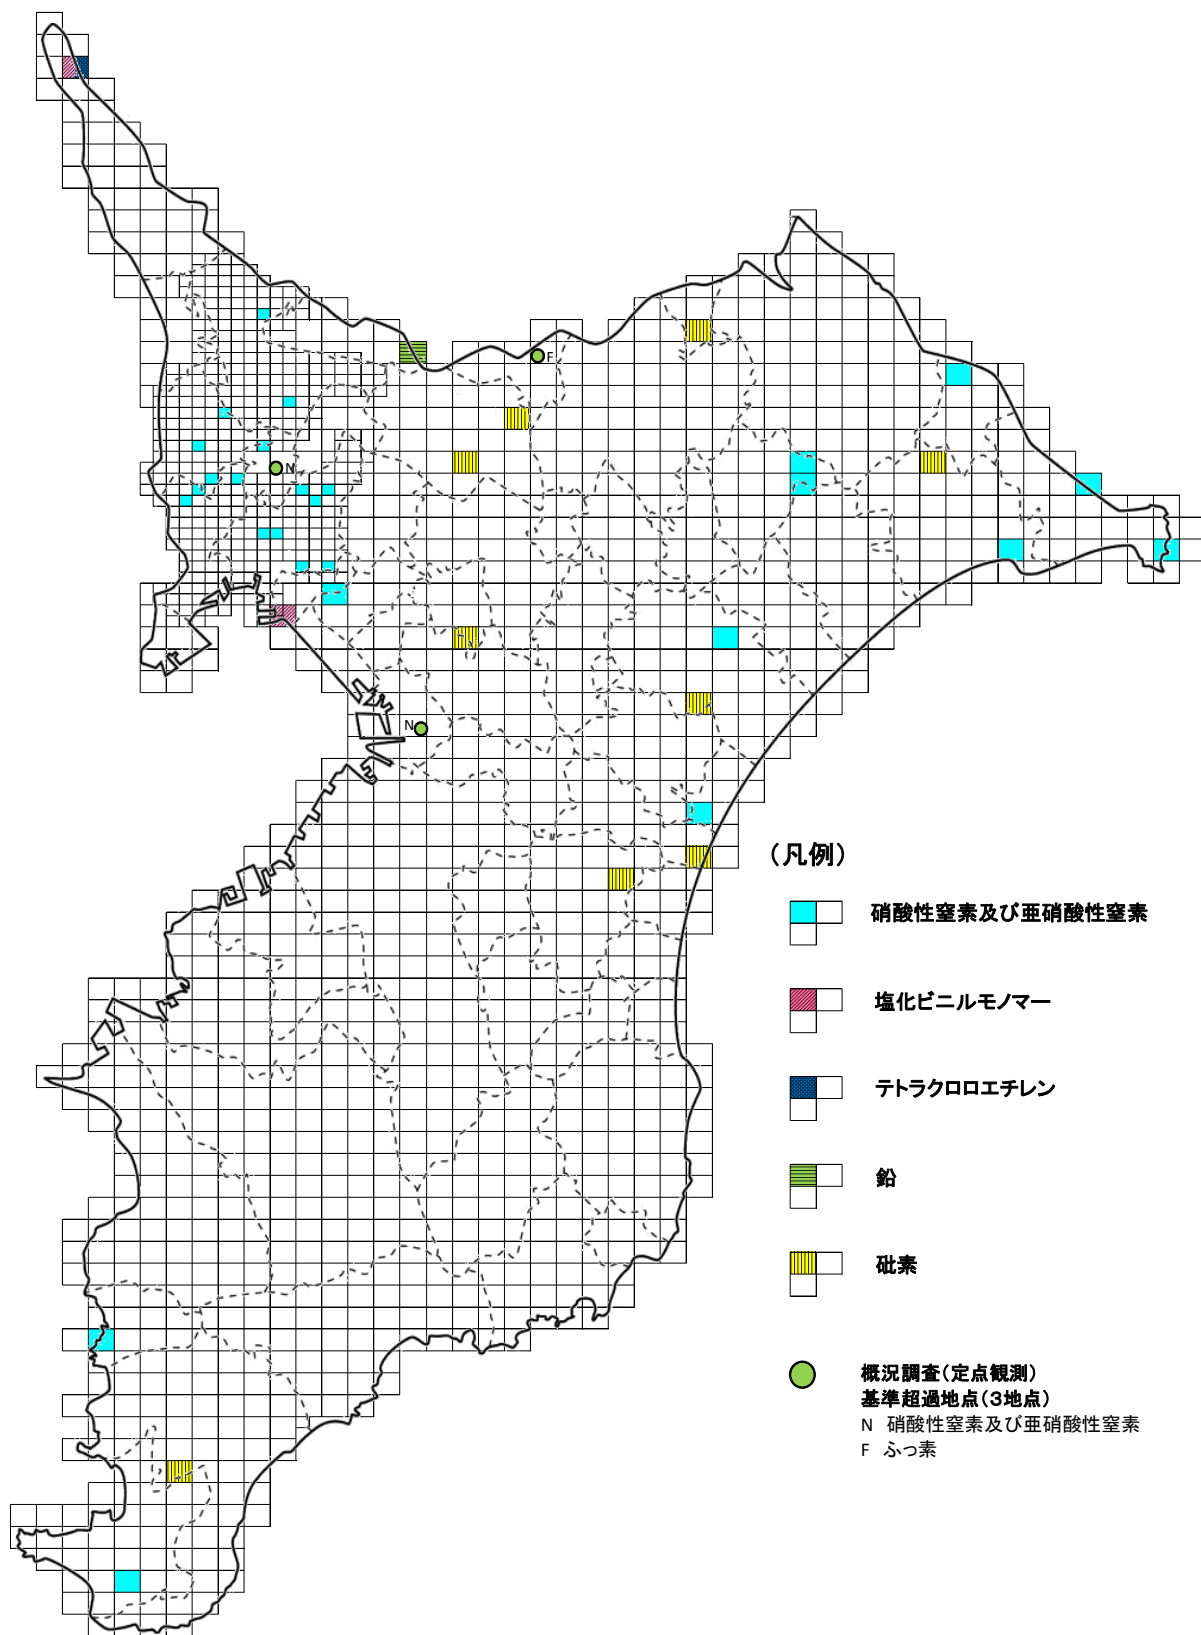 F
N
N
（凡例）
硝酸性窒素及び亜硝酸性窒素
塩化ビニルモノマー
テトラクロロエチレン
鉛
砒素
概況調査（定点観測）
基準超過地点（3地点）
N 硝酸性窒素及び亜硝酸性窒素
F ふっ素